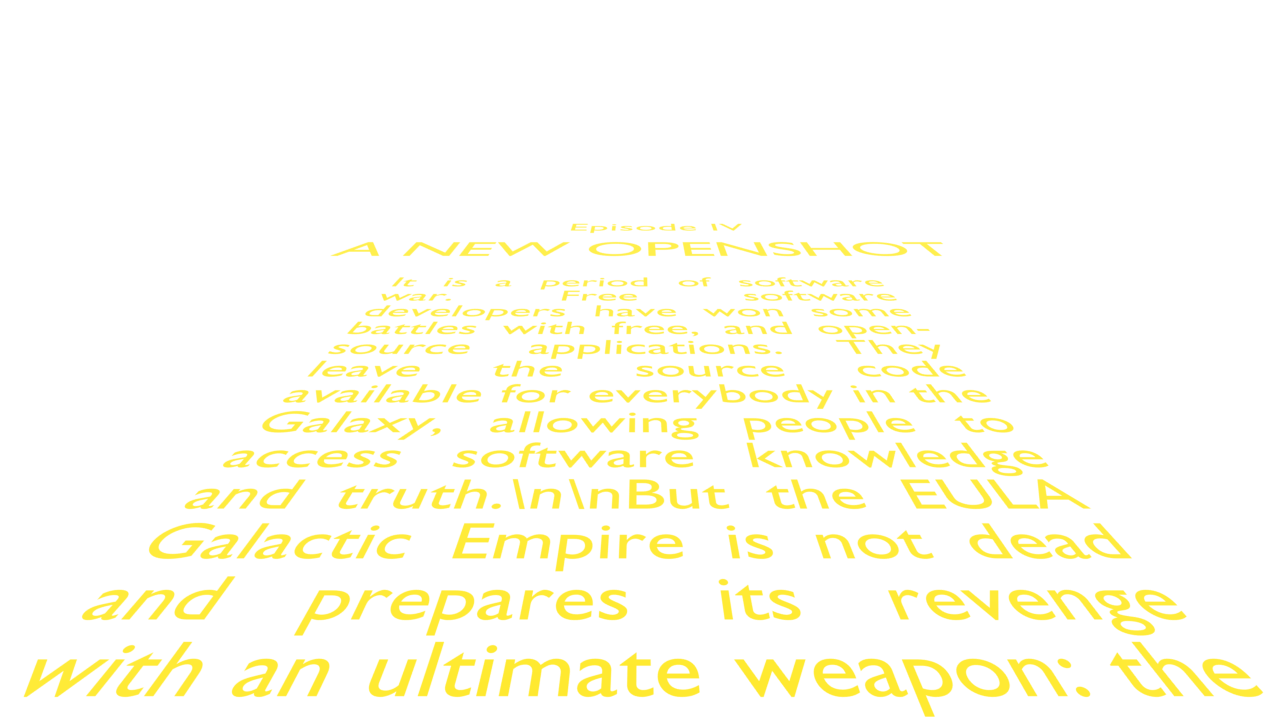 Episode IV
A NEW OPENSHOT
It is a period of software
war. Free software
developers have won some
battles with free, and open-
source applications. They
leave the source code
available for everybody in the
Galaxy, allowing people to
access software knowledge
and truth.\n\nBut the EULA
Galactic Empire is not dead
and prepares its revenge
with an ultimate weapon: the